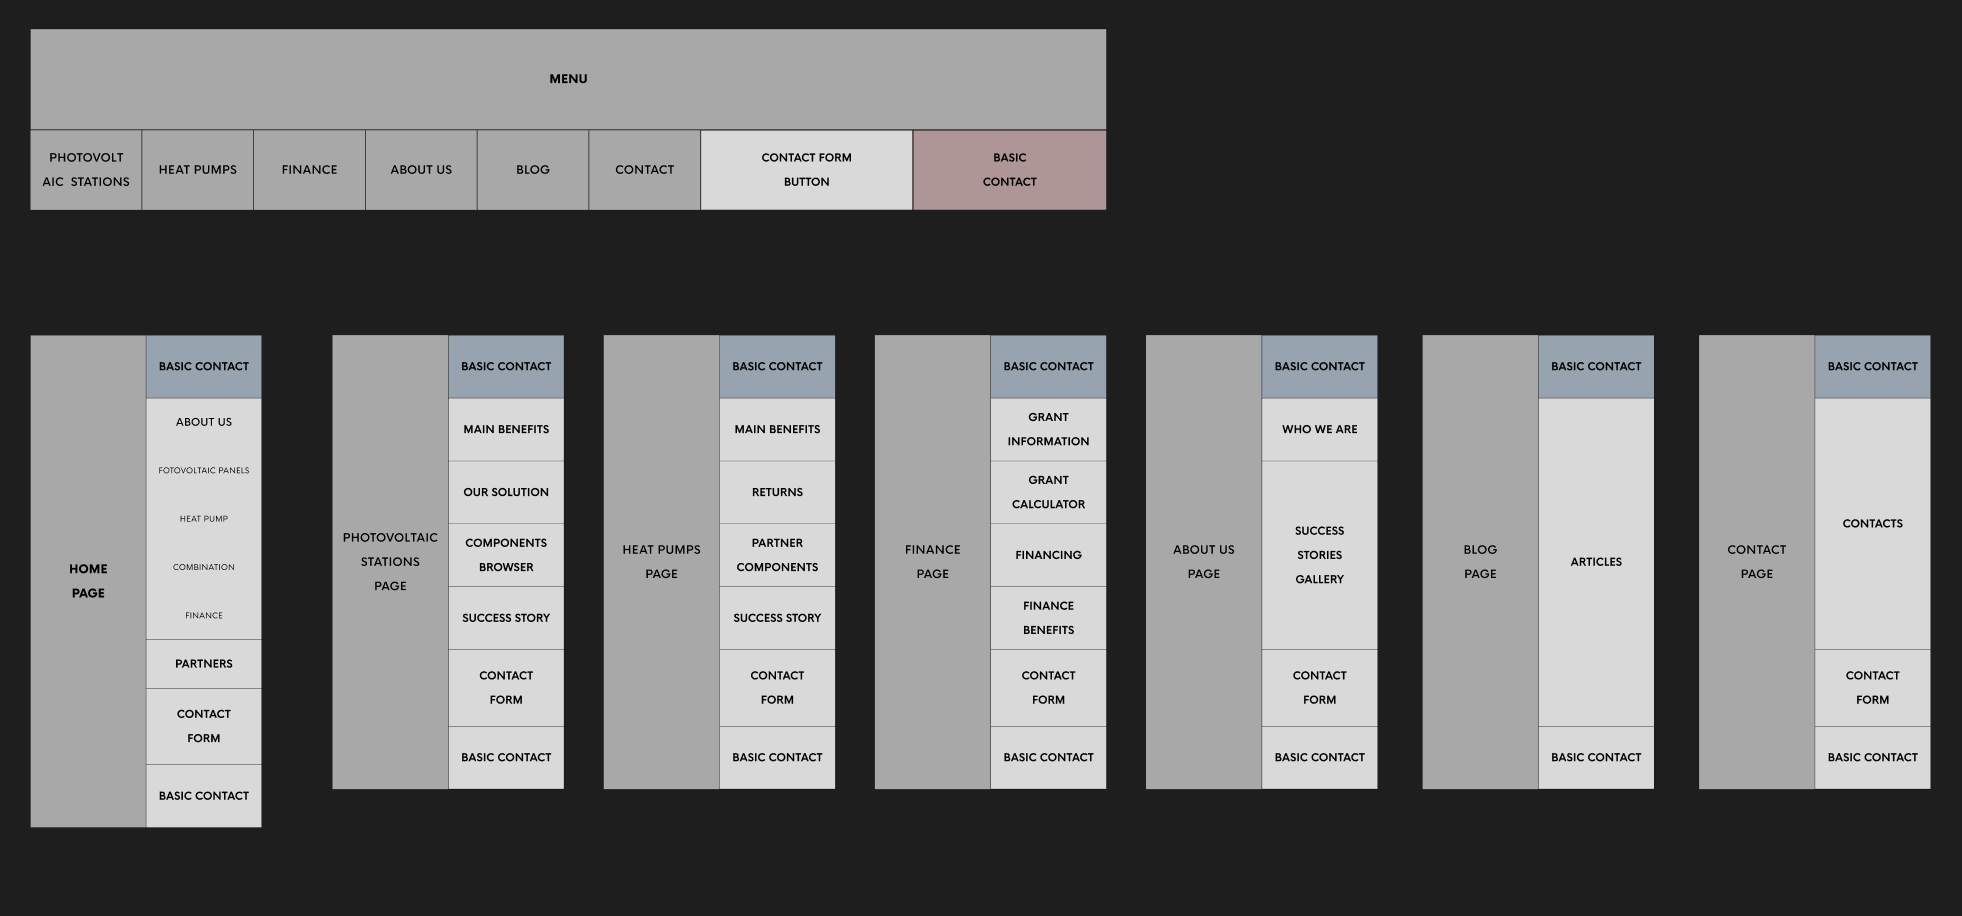 MENU
PHOTOVOLT
AIC STATIONS
HEAT PUMPS
FINANCE
ABOUT US
BLOG
CONTACT
CONTACT FORM
BUTTON
BASIC
CONTACT
HOME
PAGE
BASIC CONTACT
ABOUT US
FOTOVOLTAIC PANELS
HEAT PUMP
COMBINATION
FINANCE
PARTNERS
CONTACT
FORM
BASIC CONTACT
PHOTOVOLTAIC
STATIONS
PAGE
BASIC CONTACT
MAIN BENEFITS
OUR SOLUTION
COMPONENTS
BROWSER
SUCCESS STORY
CONTACT
FORM
BASIC CONTACT
HEAT PUMPS
PAGE
BASIC CONTACT
MAIN BENEFITS
RETURNS
PARTNER
COMPONENTS
SUCCESS STORY
CONTACT
FORM
BASIC CONTACT
FINANCE
PAGE
BASIC CONTACT
GRANT
INFORMATION
GRANT
CALCULATOR
FINANCING
FINANCE
BENEFITS
CONTACT
FORM
BASIC CONTACT
ABOUT US
PAGE
BASIC CONTACT
WHO WE ARE
SUCCESS
STORIES
GALLERY
CONTACT
FORM
BASIC CONTACT
BLOG
PAGE
BASIC CONTACT
ARTICLES
BASIC CONTACT
CONTACT
PAGE
BASIC CONTACT
CONTACTS
CONTACT
FORM
BASIC CONTACT